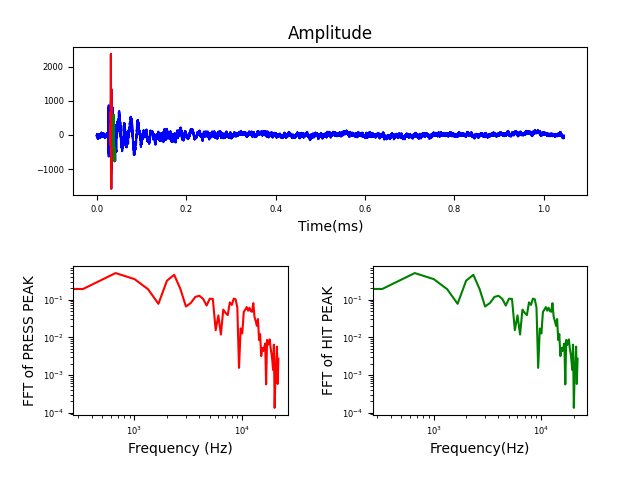 Amplitude
2000
1000
0
−1000
0.0 0.2 0.4 0.6 0.8 1.0
Time(ms)
FFT of PRESS PEAK
10⁻¹
10⁻²
10⁻³
10⁻⁴
10³ 10⁴
Frequency (Hz)
FFT of HIT PEAK
10⁻¹
10⁻²
10⁻³
10⁻⁴
10³ 10⁴
Frequency(Hz)